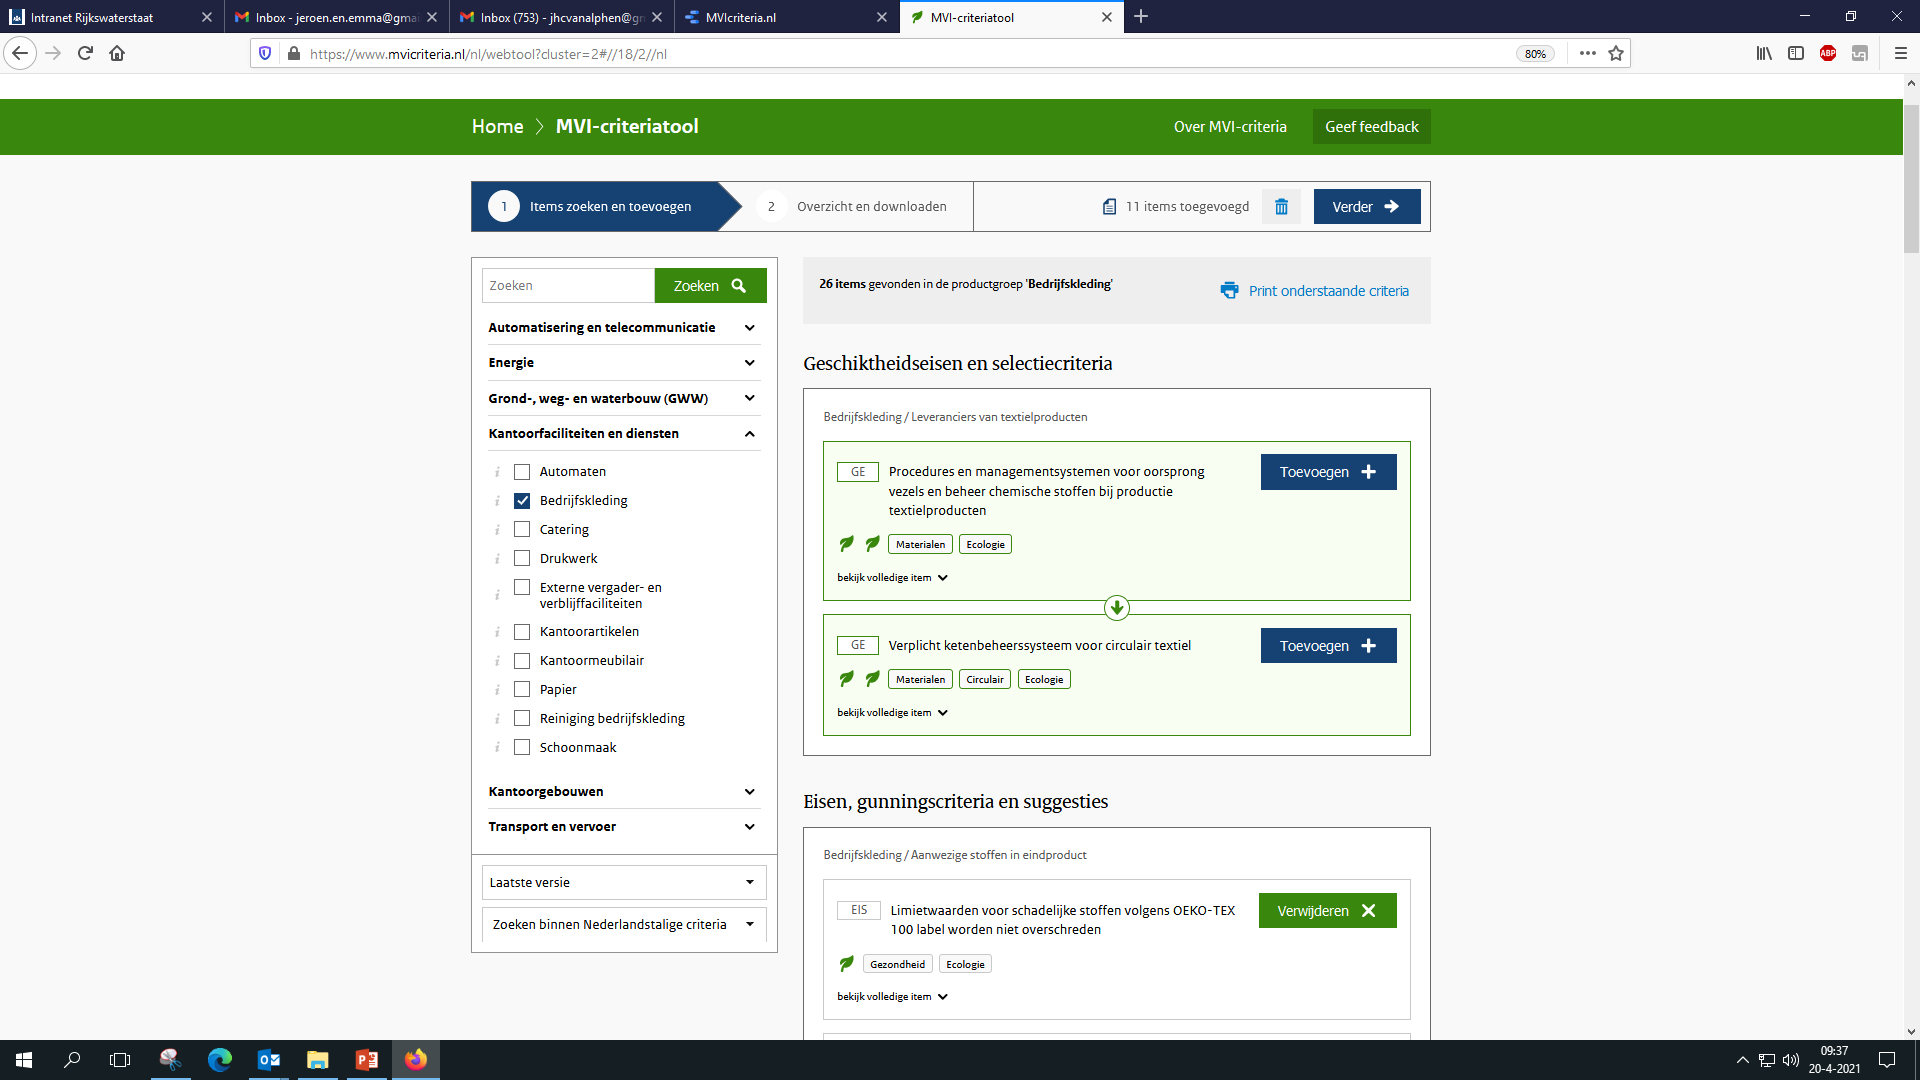 Intranet Rijkswaterstaat
Inbox - jeroen.en.emma@gmai
Inbox (753) - jhcvanalphen@gm
MVIcriteria.nl
MVI-criteriatool
https://www.mvicriteria.nl/nl/webtool?cluster=2#//18/2//nl
80%
ABP
Home
MVI-criteriatool
Over MVI-criteria
Geef feedback
1
Items zoeken en toevoegen
2
Overzicht en downloaden
11 items toegevoegd
Verder
Zoeken
Zoeken
Automatisering en telecommunicatie
Energie
Grond-, weg- en waterbouw (GWW)
Kantoorfaciliteiten en diensten
i Automaten
i Bedrijfskleding
i Catering
i Drukwerk
i Externe vergader- en
verblijffaciliteiten
i Kantoorartikelen
i Kantoormeubilair
i Papier
i Reiniging bedrijfskleding
i Schoonmaak
Kantoorgebouwen
Transport en vervoer
Laatste versie
Zoeken binnen Nederlandstalige criteria
26 items gevonden in de productgroep 'Bedrijfskleding'
Print onderstaande criteria
Geschiktheidseisen en selectiecriteria
Bedrijfskleding / Leveranciers van textielproducten
GE
Procedures en managementsystemen voor oorsprong
vezels en beheer chemische stoffen bij productie
textielproducten
Toevoegen
Materialen
Ecologie
bekijk volledige item
GE
Verplicht ketenbeheerssysteem voor circulair textiel
Toevoegen
Materialen
Circulair
Ecologie
bekijk volledige item
Eisen, gunningscriteria en suggesties
Bedrijfskleding / Aanwezige stoffen in eindproduct
EIS
Limietwaarden voor schadelijke stoffen volgens OEKO-TEX
100 label worden niet overschreden
Verwijderen
Gezondheid
Ecologie
bekijk volledige item
09:37
20-4-2021